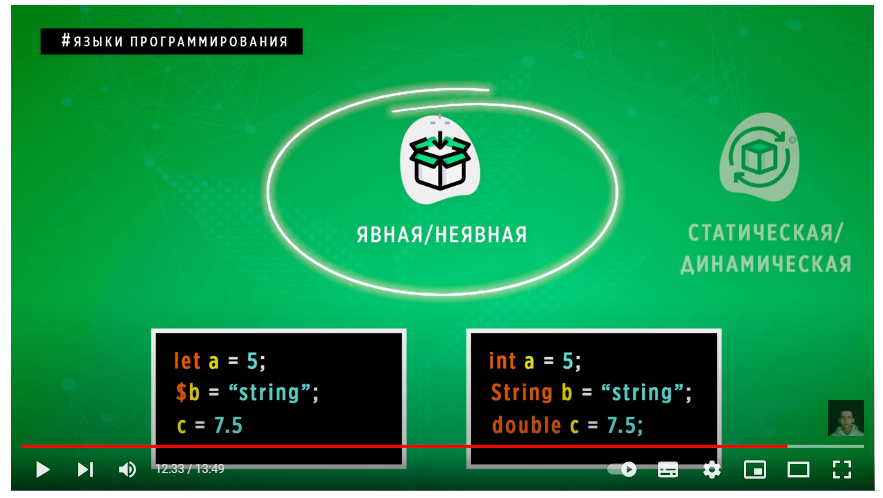 #ЯЗЫКИ ПРОГРАММИРОВАНИЯ
ЯВНАЯ/НЕЯВНАЯ
СТАТИЧЕСКАЯ/
ДИНАМИЧЕСКАЯ
let a = 5;
$b = “string”;
c = 7.5
int a = 5;
String b = “string”;
double c = 7.5;
12:33 / 13:49